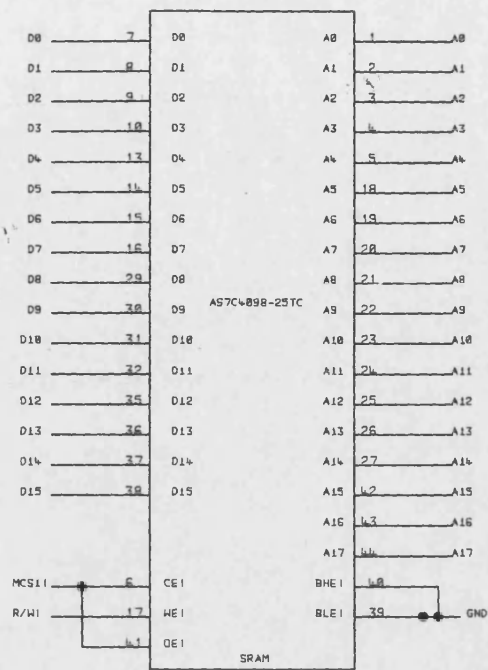 D0 7 D0 A0 1 A0
D1 8 D1 A1 2 A1
D2 9 D2 A2 3 A2
D3 10 D3 A3 4 A3
D4 13 D4 A4 5 A4
D5 14 D5 A5 18 A5
D6 15 D6 A6 19 A6
D7 16 D7 A7 20 A7
D8 29 D8 A8 21 A8
AS7C4098-25TC
D9 30 D9 A9 22 A9
D10 31 D10 A10 23 A10
D11 32 D11 A11 24 A11
D12 35 D12 A12 25 A12
D13 36 D13 A13 26 A13
D14 37 D14 A14 27 A14
D15 38 D15 A15 42 A15
A16 43 A16
A17 44 A17
MCS1! 6 CE! BHE! 40
R/W! 17 WE! BLE! 39 GND
41 OE!
SRAM